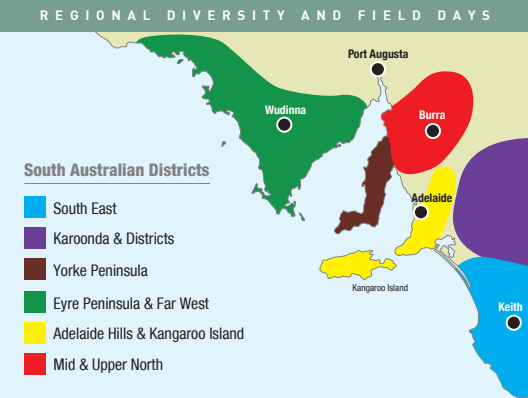 REGIONAL DIVERSITY AND FIELD DAYS
Port Augusta
Wudinna
Burra
South Australian Districts
Adelaide
South East
Karoonda & Districts
Yorke Peninsula
Kangaroo Island
Eyre Peninsula & Far West
Keith
Adelaide Hills & Kangaroo Island
Mid & Upper North